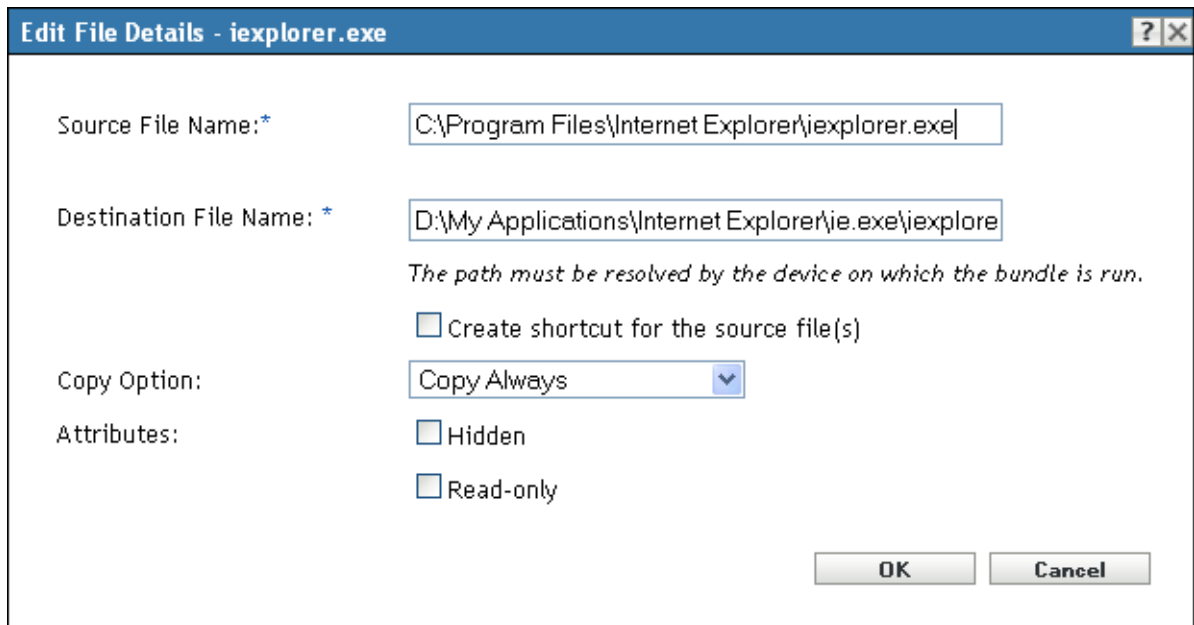 Edit File Details - iexplorer.exe ? X
Source File Name:* C:\Program Files\Internet Explorer\iexplorer.exe
Destination File Name: * D:\My Applications\Internet Explorer\ie.exe\iexplore
The path must be resolved by the device on which the bundle is run.
Create shortcut for the source file(s)
Copy Option: Copy Always
Attributes: Hidden
Read-only
OK Cancel